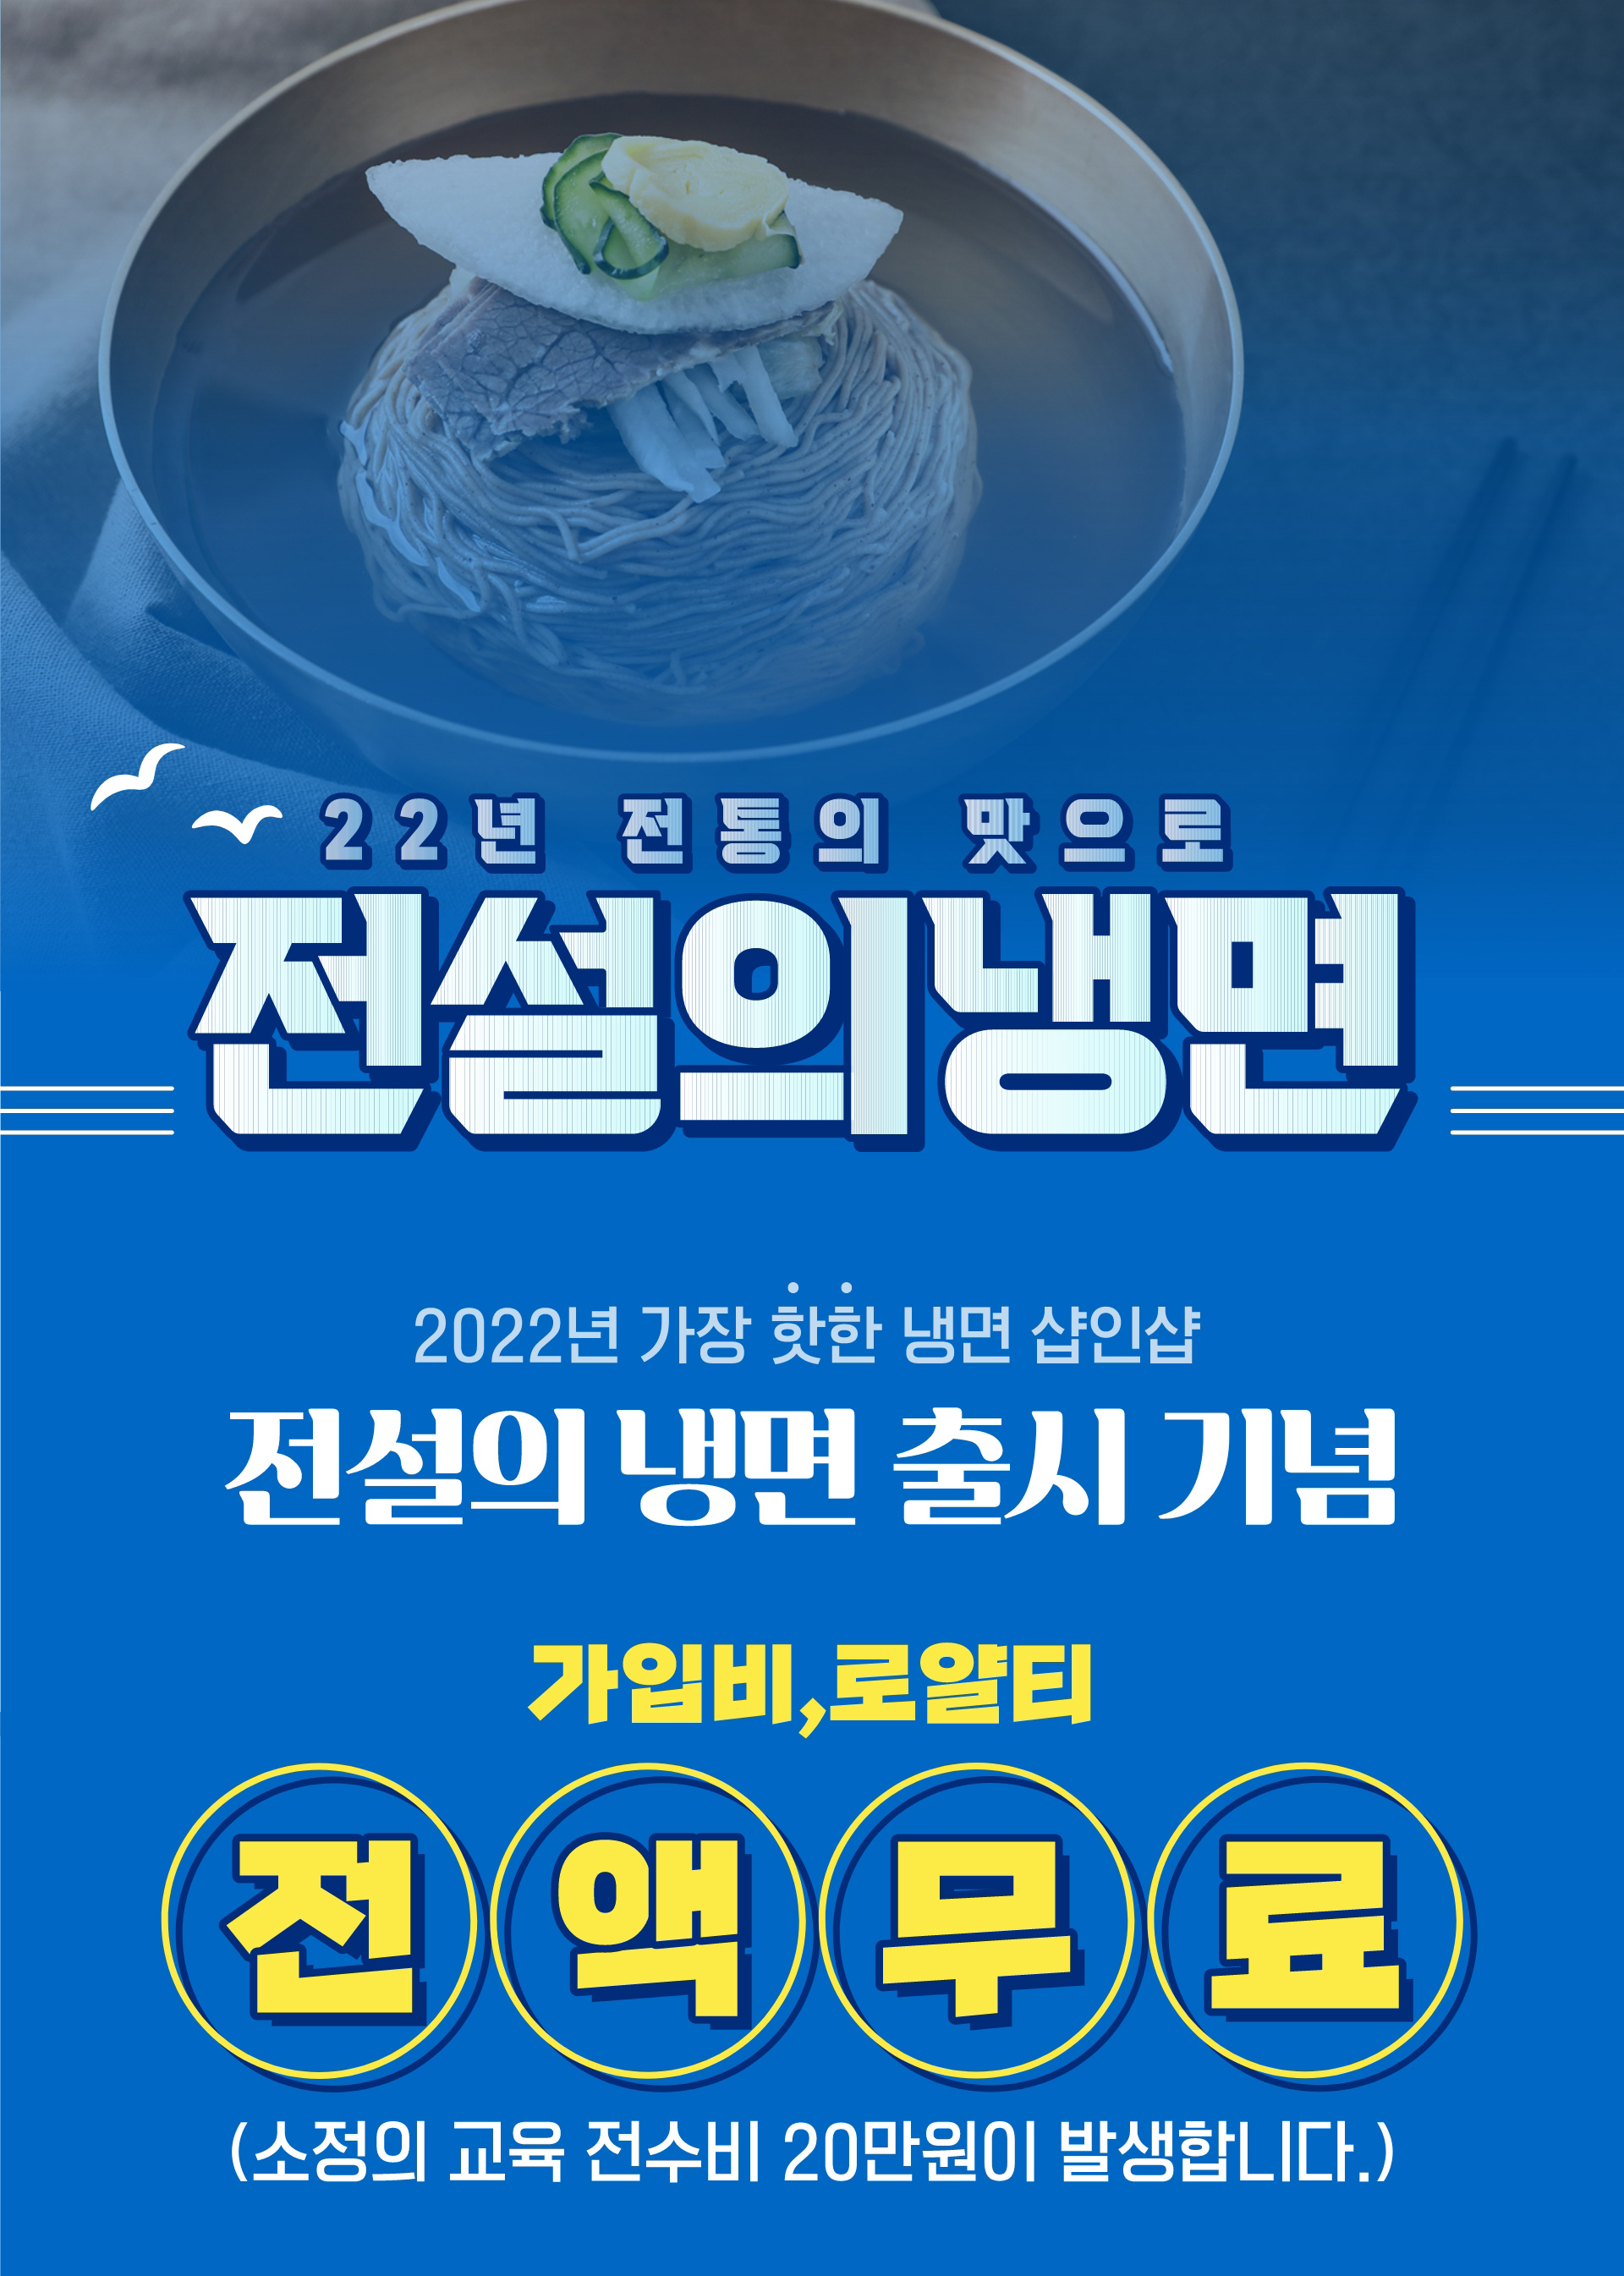 22년 전통의 맛으로
전설의냉면
2022년 가장 핫한 냉면 샵인샵
전설의 냉면 출시 기념
가입비,로열티
전액무료
(소정의 교육 전수비 20만원이 발생합니다.)